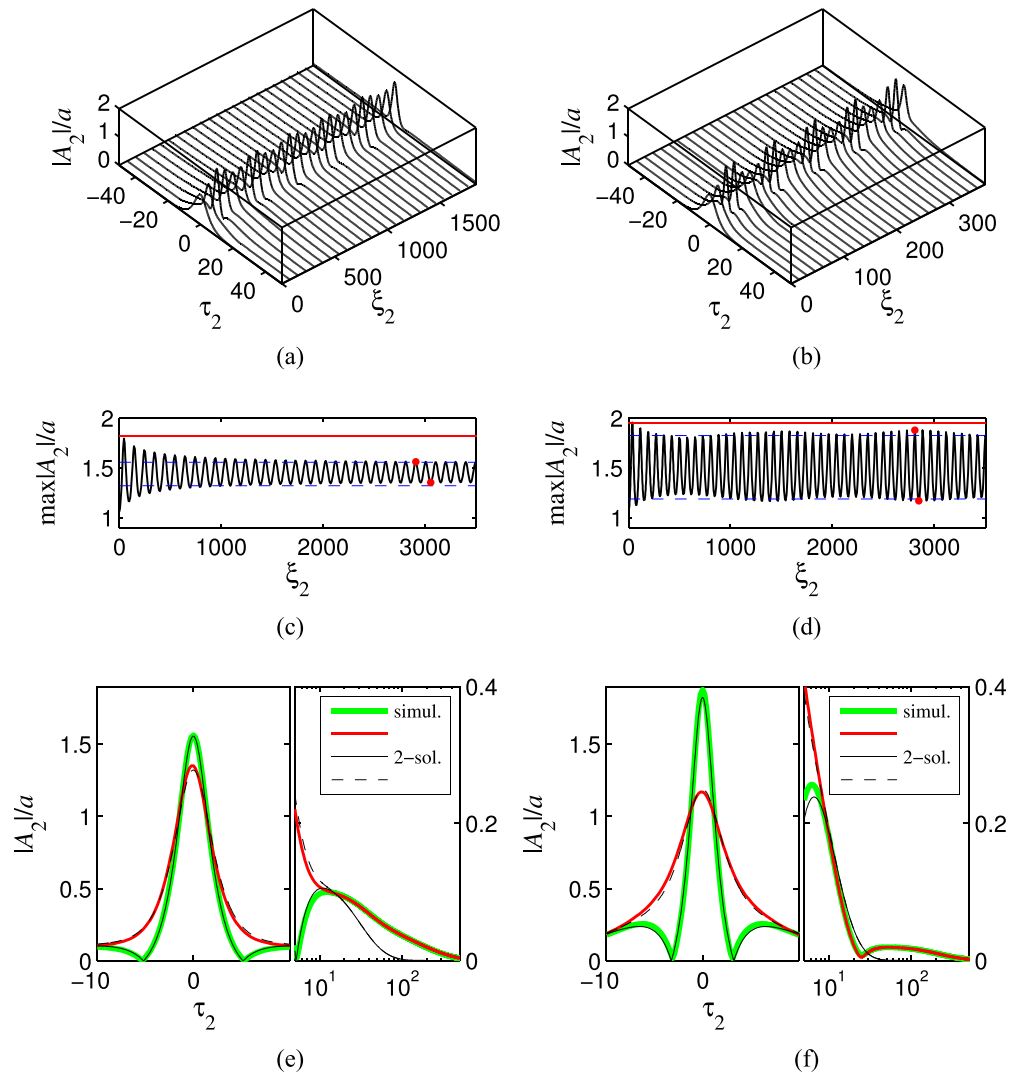 |A₂|/a
2
1
0
−40
−20
0
20
40
τ₂
0
500
1000
1500
ξ₂
(a)
|A₂|/a
2
1
0
−40
−20
0
20
40
τ₂
0
100
200
300
ξ₂
(b)
max|A₂|/a
2
1.5
1
0
1000
2000
3000
ξ₂
(c)
max|A₂|/a
2
1.5
1
0
1000
2000
3000
ξ₂
(d)
|A₂|/a
1.5
1
0.5
0
−10
0
τ₂
10¹
10²
0.4
0.2
0
simul.
2−sol.
(e)
|A₂|/a
1.5
1
0.5
0
−10
0
τ₂
10¹
10²
0.4
0.2
0
simul.
2−sol.
(f)